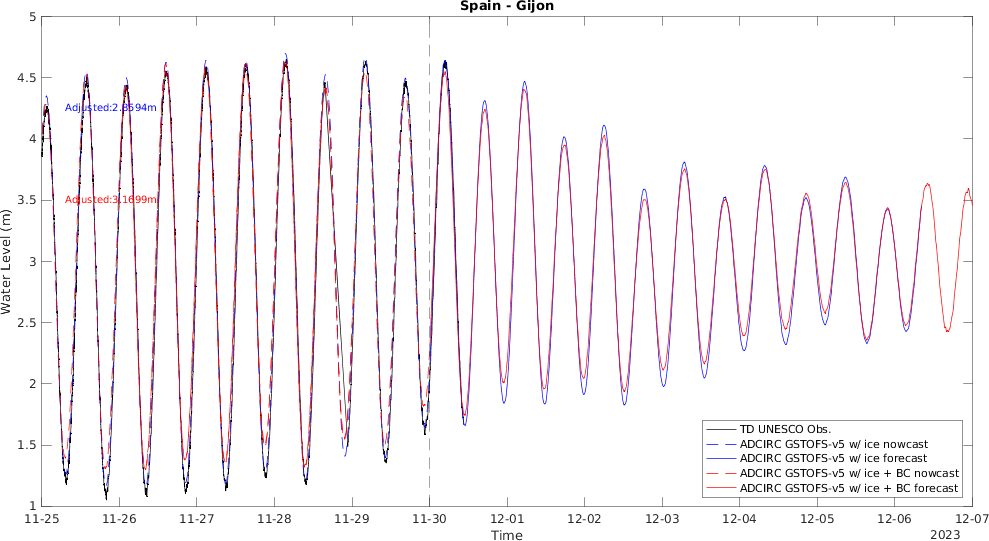 Spain - Gijon
5
4.5
4
3.5
3
2.5
2
1.5
1
Water Level (m)
Adjusted:2.8594m
Adjusted:3.1699m
TD UNESCO Obs.
ADCIRC GSTOFS-v5 w/ ice nowcast
ADCIRC GSTOFS-v5 w/ ice forecast
ADCIRC GSTOFS-v5 w/ ice + BC nowcast
ADCIRC GSTOFS-v5 w/ ice + BC forecast
11-25 11-26 11-27 11-28 11-29 11-30 12-01 12-02 12-03 12-04 12-05 12-06 12-07
Time
2023